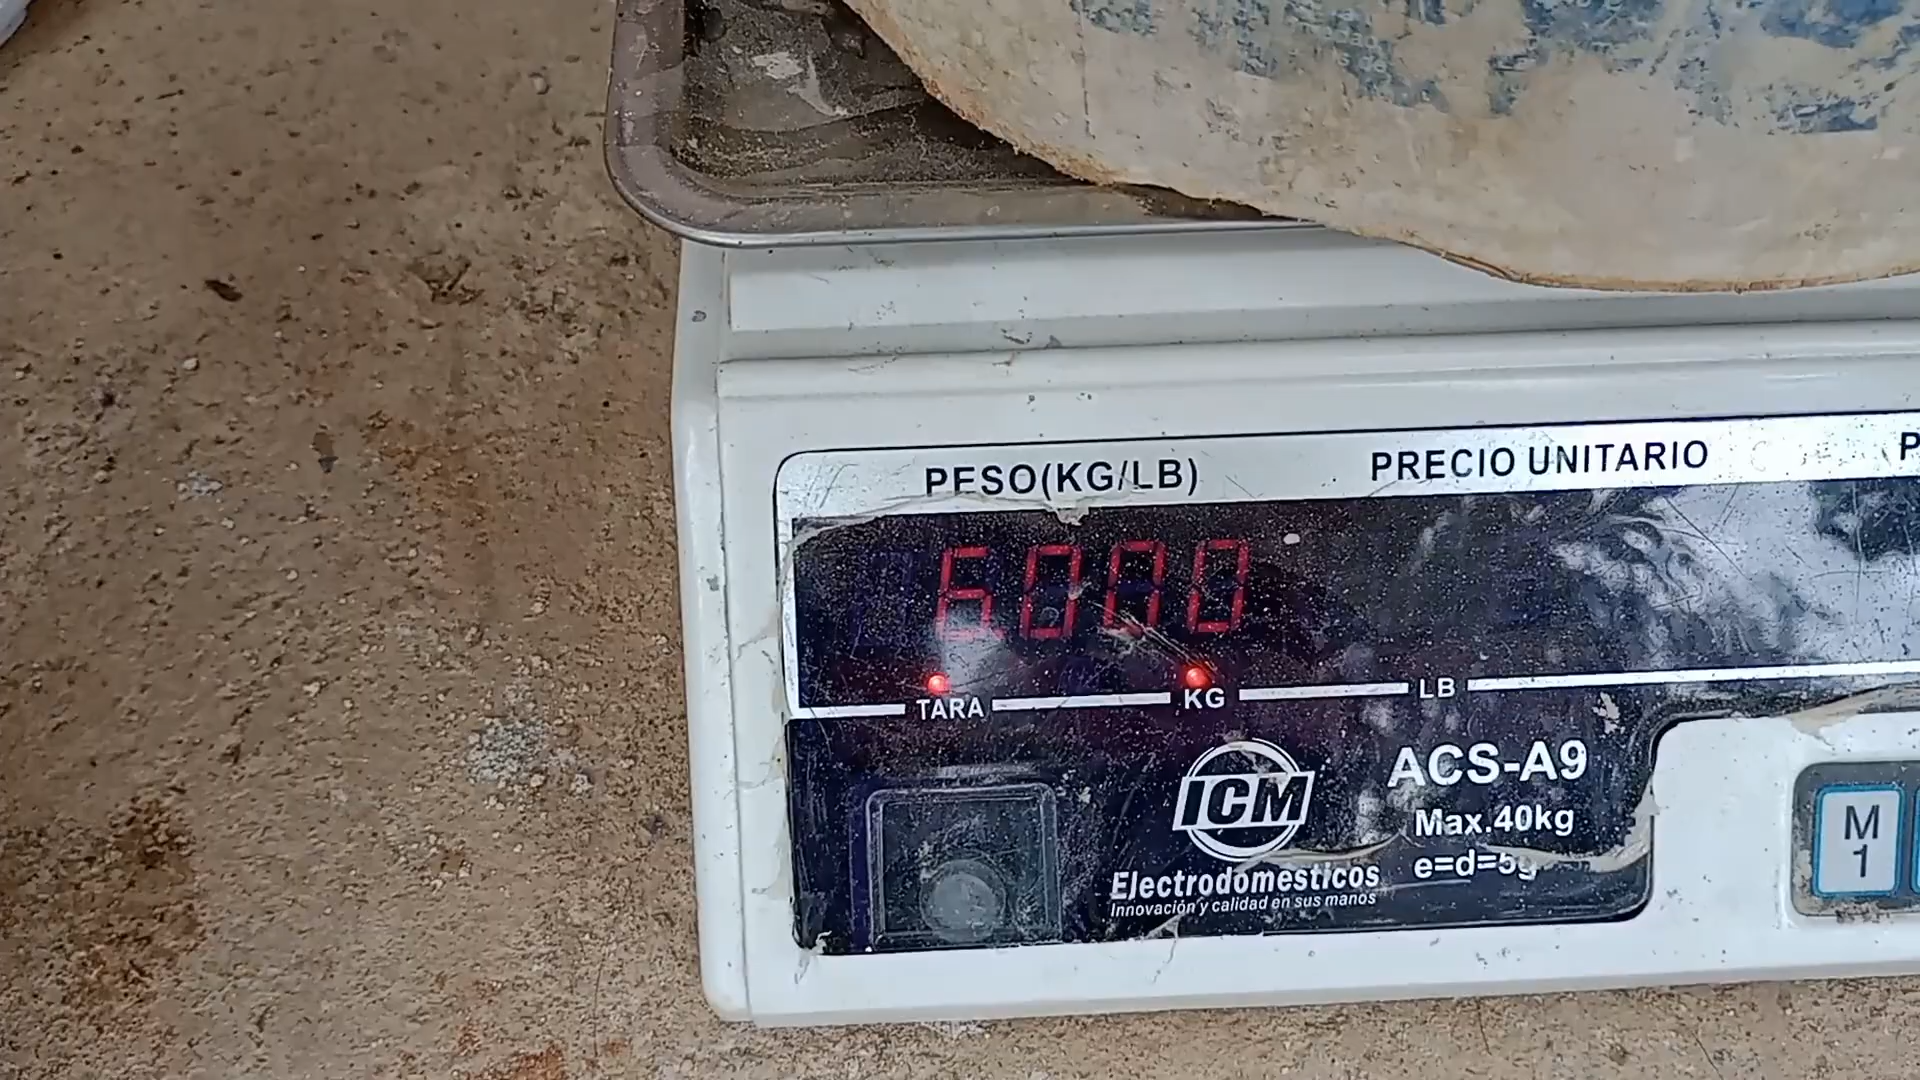 PESO(KG/LB)
PRECIO UNITARIO
P
6.000
TARA
KG
LB
ICM
ACS-A9
Max.40kg
e=d=5g
Electrodomesticos
Innovación y calidad en sus manos
M
1